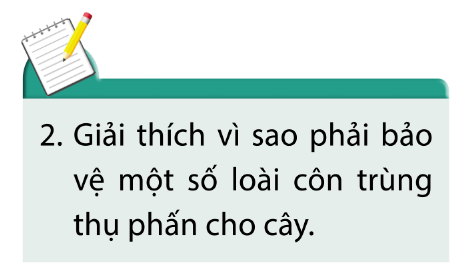 2. Giải thích vì sao phải bảo
vệ một số loài côn trùng
thụ phấn cho cây.